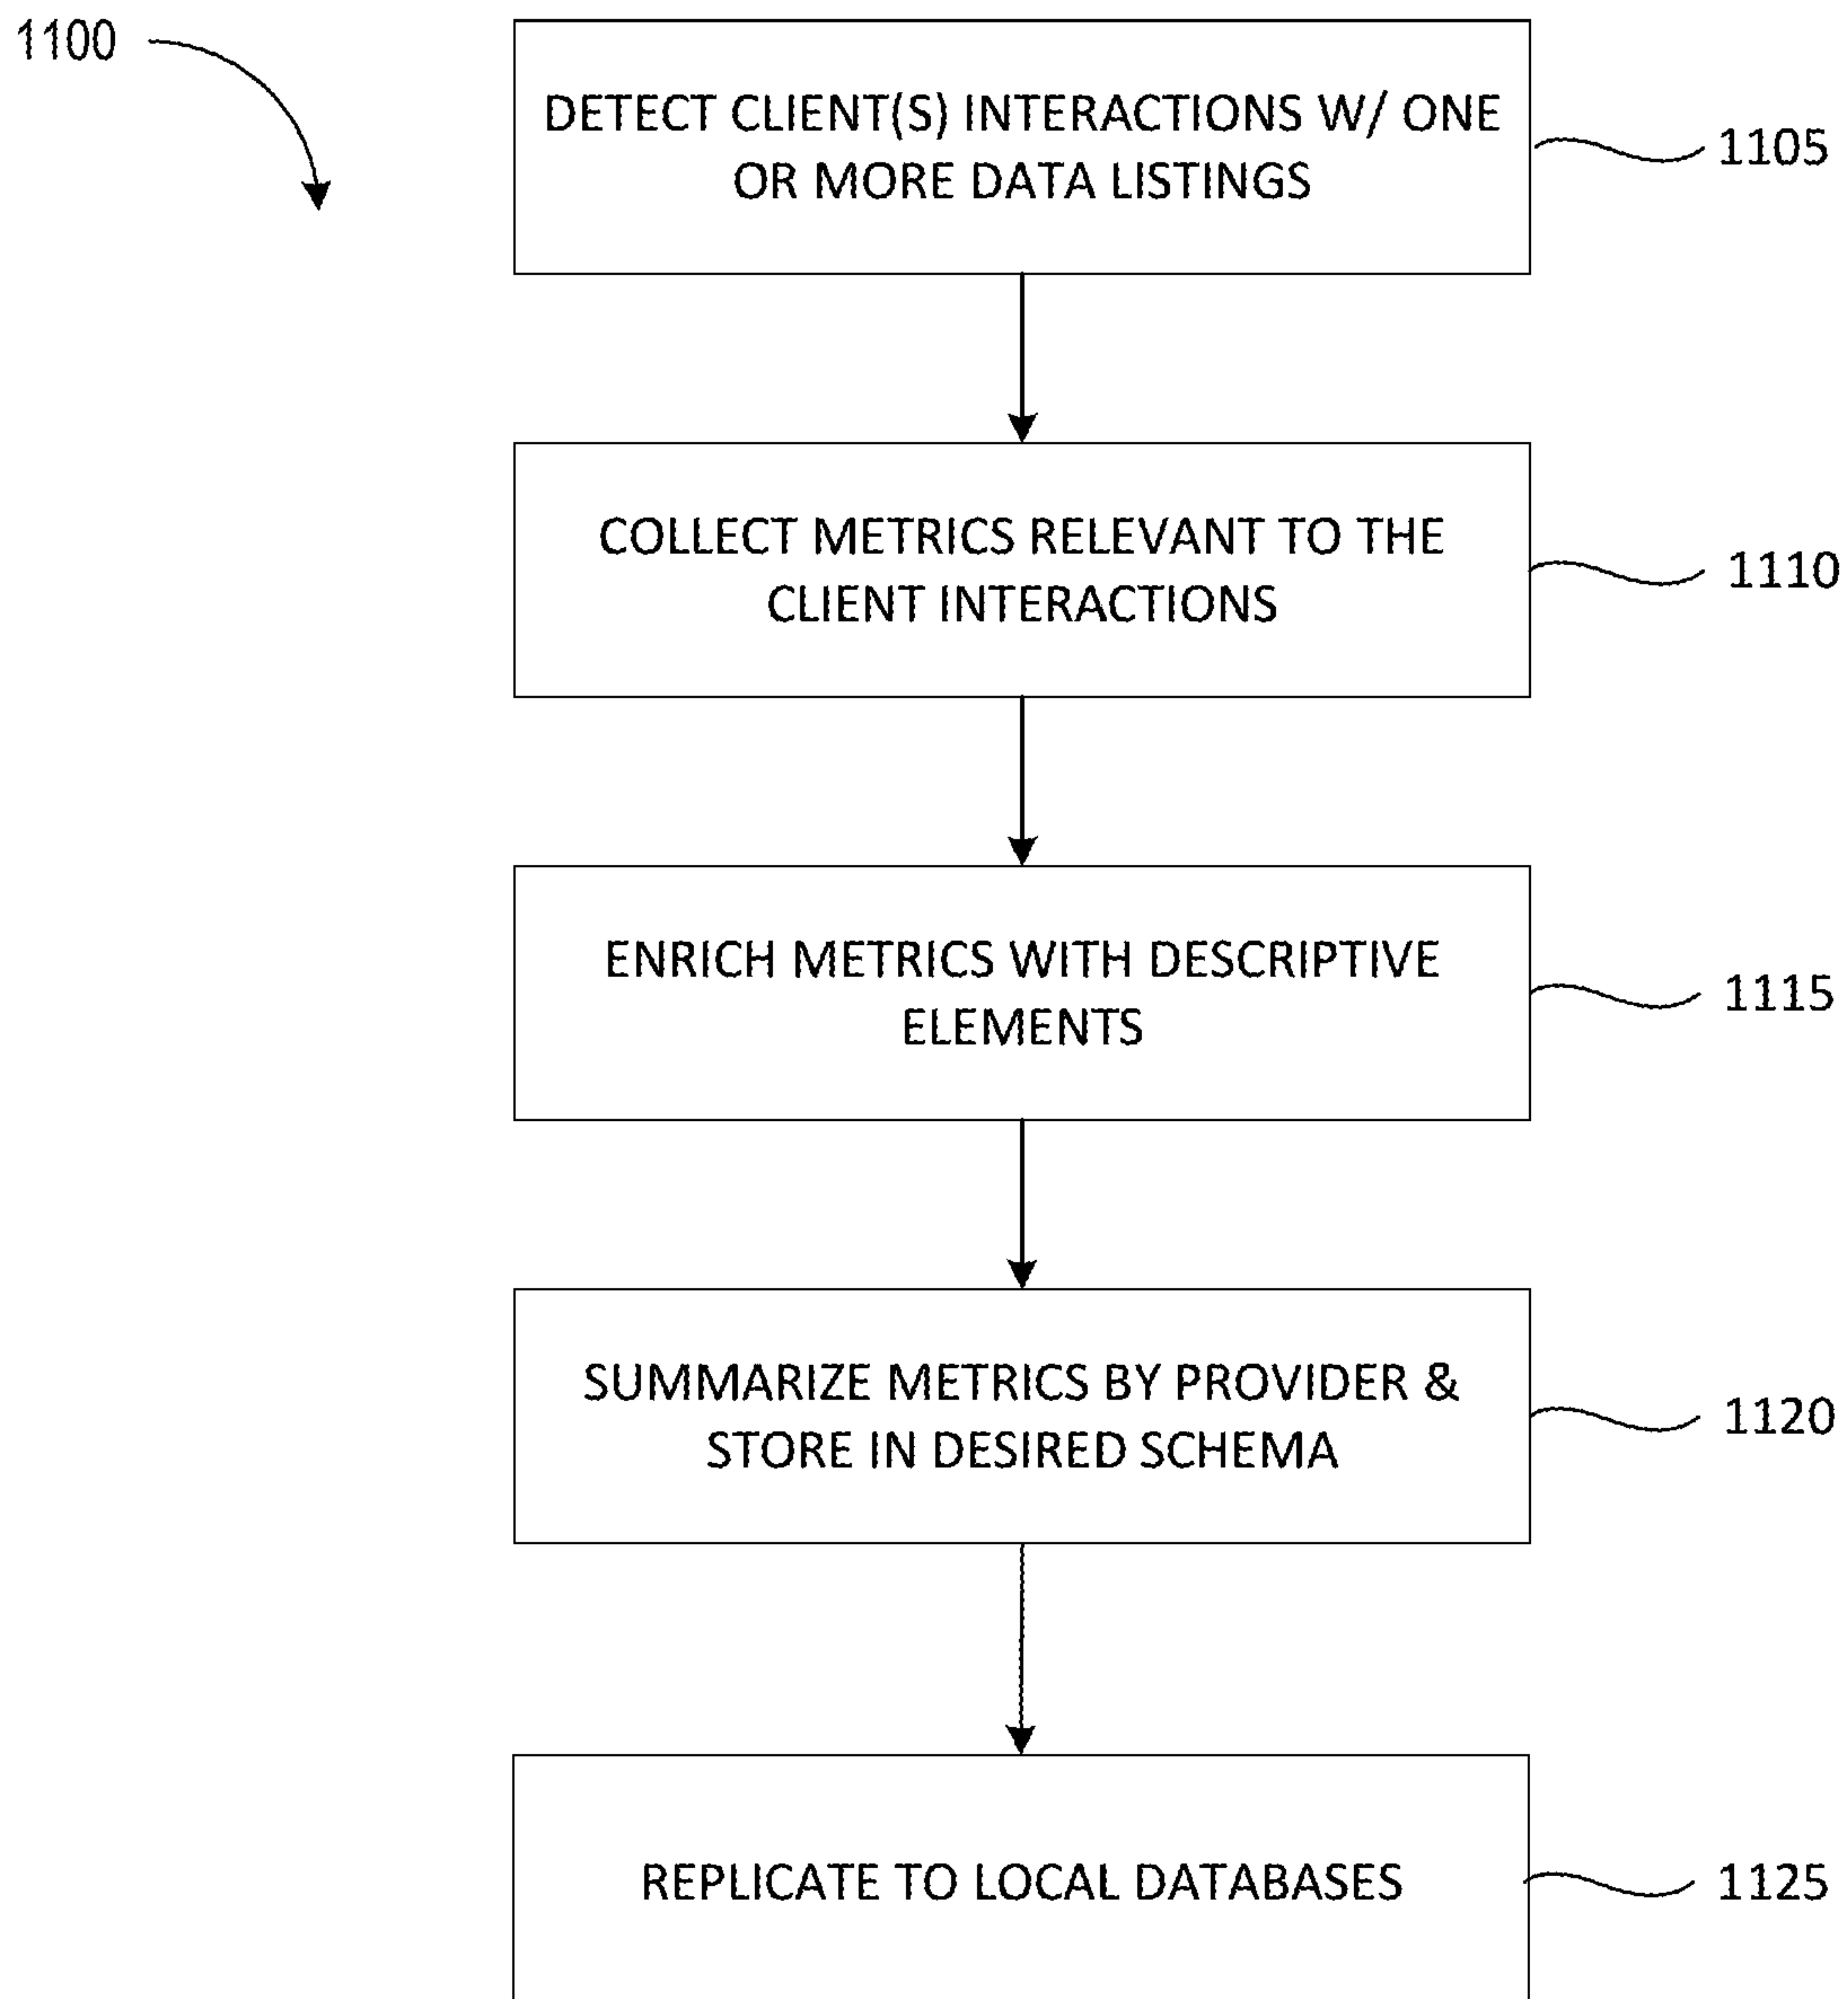 1100
DETECT CLIENT(S) INTERACTIONS W/ ONE
OR MORE DATA LISTINGS
1105
COLLECT METRICS RELEVANT TO THE
CLIENT INTERACTIONS
1110
ENRICH METRICS WITH DESCRIPTIVE
ELEMENTS
1115
SUMMARIZE METRICS BY PROVIDER &
STORE IN DESIRED SCHEMA
1120
REPLICATE TO LOCAL DATABASES
1125